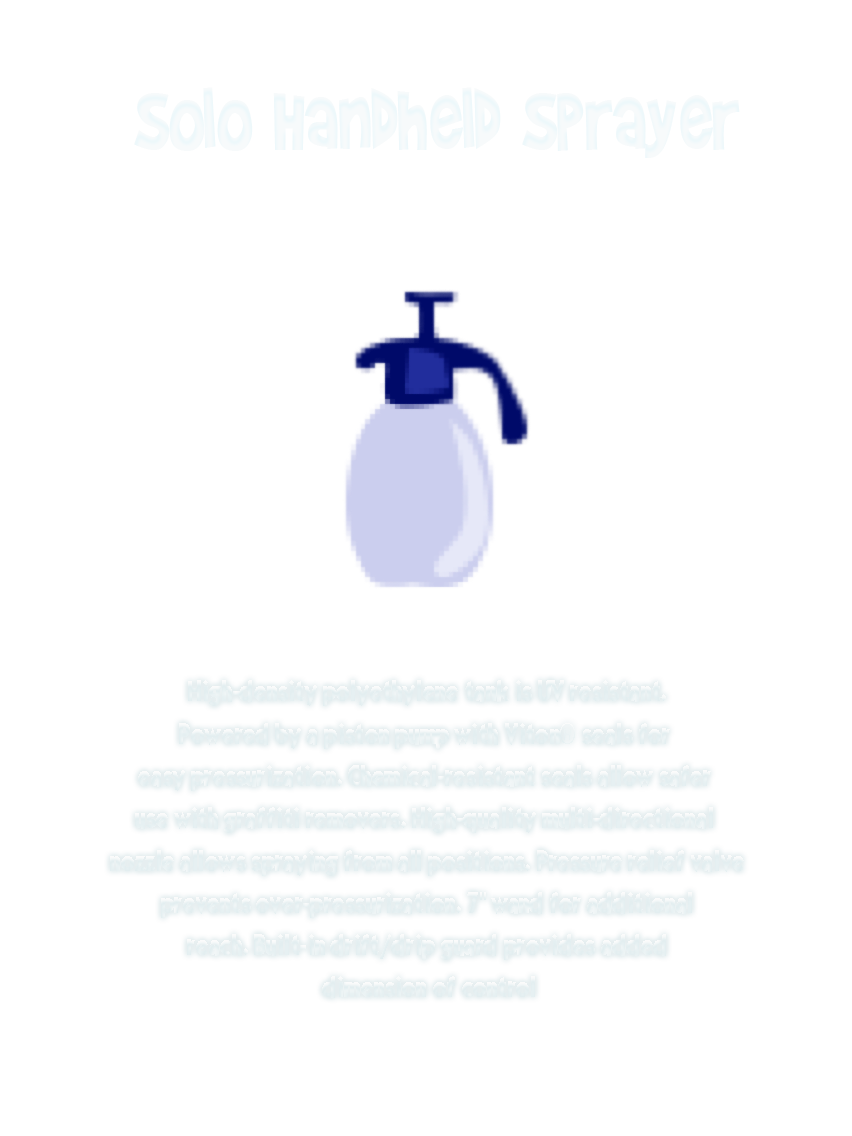 Solo Handheld Sprayer
High-density polyethylene tank is UV resistant.
Powered by a piston pump with Viton® seals for
easy pressurization. Chemical-resistant seals allow safer
use with graffiti removers. High-quality multi-directional
nozzle allows spraying from all positions. Pressure relief valve
prevents over-pressurization. 7" wand for additional
reach. Built-in drift/drip guard provides added
dimension of control